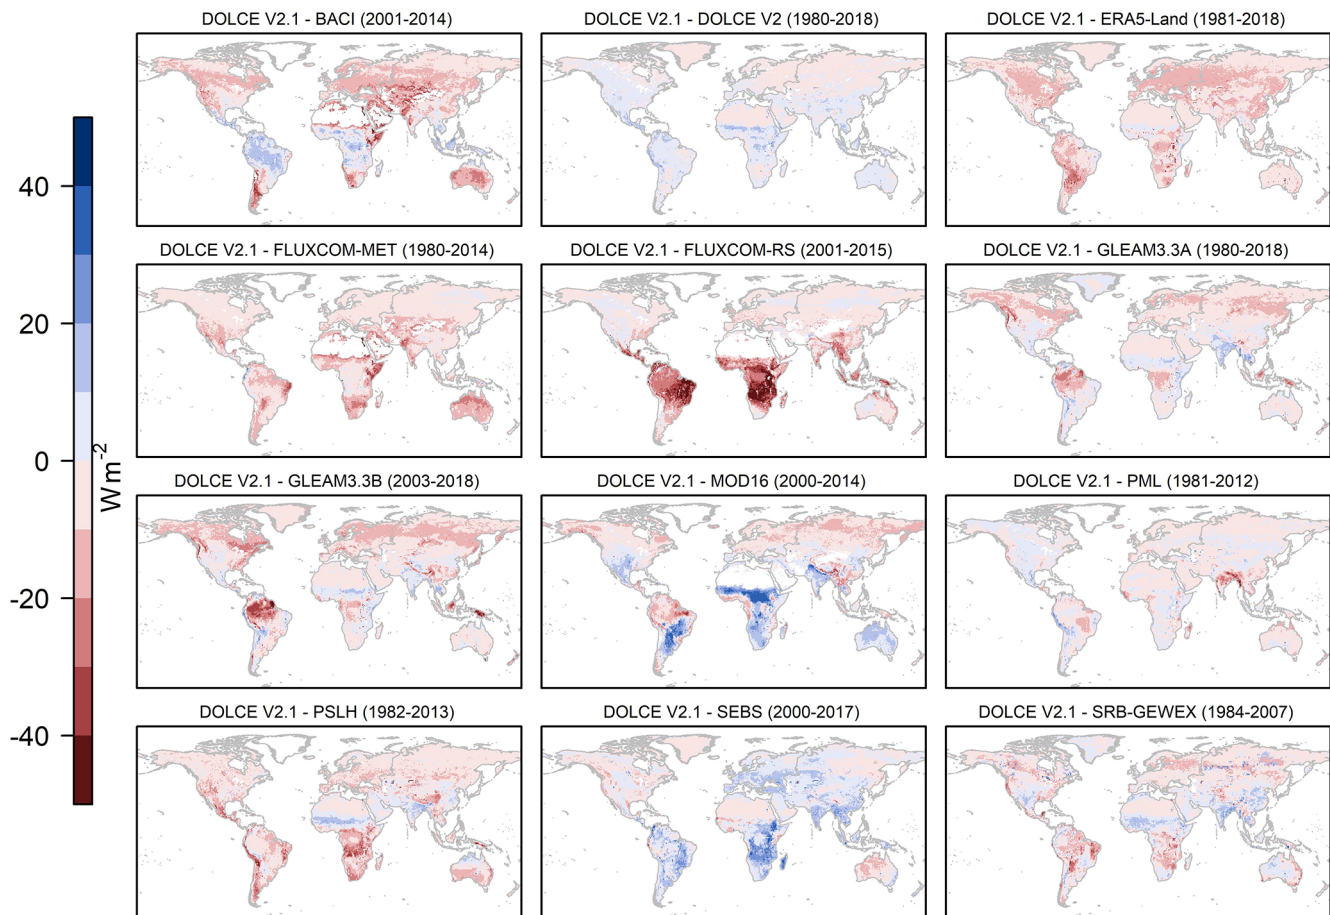 DOLCE V2.1 - BACI (2001-2014)
DOLCE V2.1 - DOLCE V2 (1980-2018)
DOLCE V2.1 - ERA5-Land (1981-2018)
DOLCE V2.1 - FLUXCOM-MET (1980-2014)
DOLCE V2.1 - FLUXCOM-RS (2001-2015)
DOLCE V2.1 - GLEAM3.3A (1980-2018)
DOLCE V2.1 - GLEAM3.3B (2003-2018)
DOLCE V2.1 - MOD16 (2000-2014)
DOLCE V2.1 - PML (1981-2012)
DOLCE V2.1 - PSLH (1982-2013)
DOLCE V2.1 - SEBS (2000-2017)
DOLCE V2.1 - SRB-GEWEX (1984-2007)
40
20
0
-20
-40
Wm⁻²